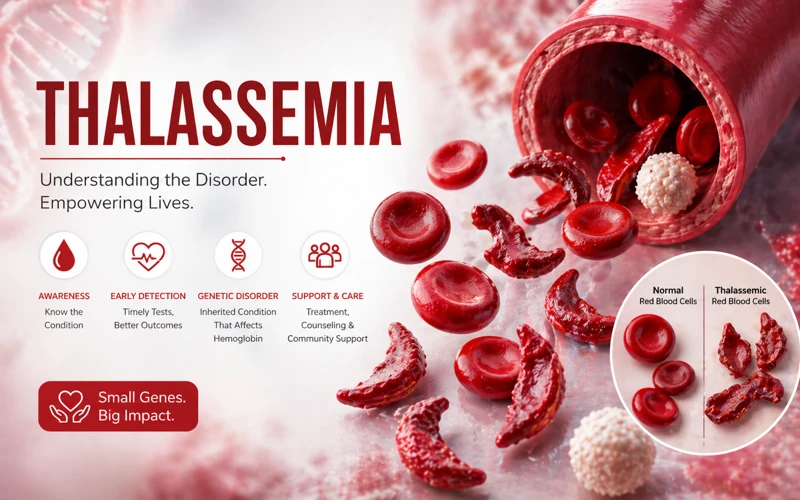 THALASSEMIA
Understanding the Disorder.
Empowering Lives.
AWARENESS
Know the
Condition
EARLY DETECTION
Timely Tests,
Better Outcomes
GENETIC DISORDER
Inherited Condition
That Affects
Hemoglobin
SUPPORT & CARE
Treatment,
Counseling &
Community Support
Small Genes.
Big Impact.
Normal
Red Blood Cells
Thalassemic
Red Blood Cells